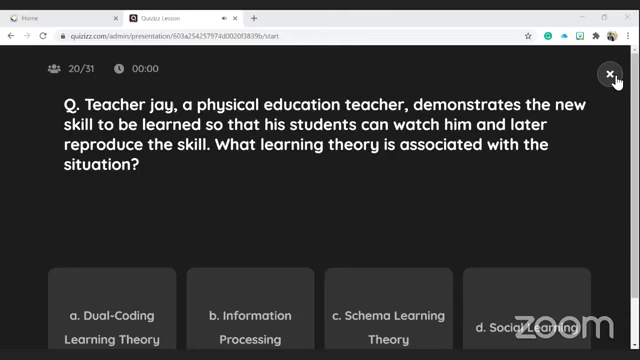 Home
Quizizz Lesson
quizizz.com/admin/presentation/603a254257974d0020f3839b/start
20/31
00:00
Q. Teacher jay, a physical education teacher, demonstrates the new
skill to be learned so that his students can watch him and later
reproduce the skill. What learning theory is associated with the
situation?
a. Dual-Coding
Learning Theory
b. Information
Processing
c. Schema Learning
Theory
d. Social Learning
zoom